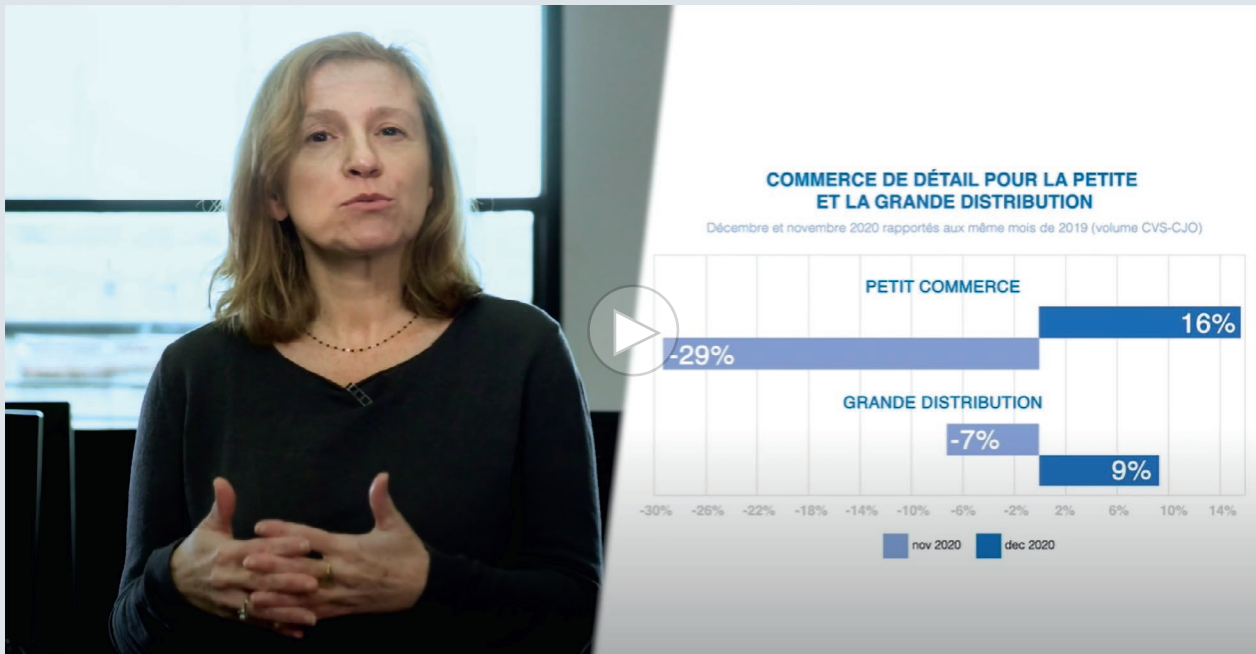 COMMERCE DE DÉTAIL POUR LA PETITE
ET LA GRANDE DISTRIBUTION
Décembre et novembre 2020 rapportés aux même mois de 2019 (volume CVS-CJO)
PETIT COMMERCE
16%
-29%
GRANDE DISTRIBUTION
-7%
9%
-30% -26% -22% -18% -14% -10% -6% -2% 2% 6% 10% 14%
nov 2020 dec 2020